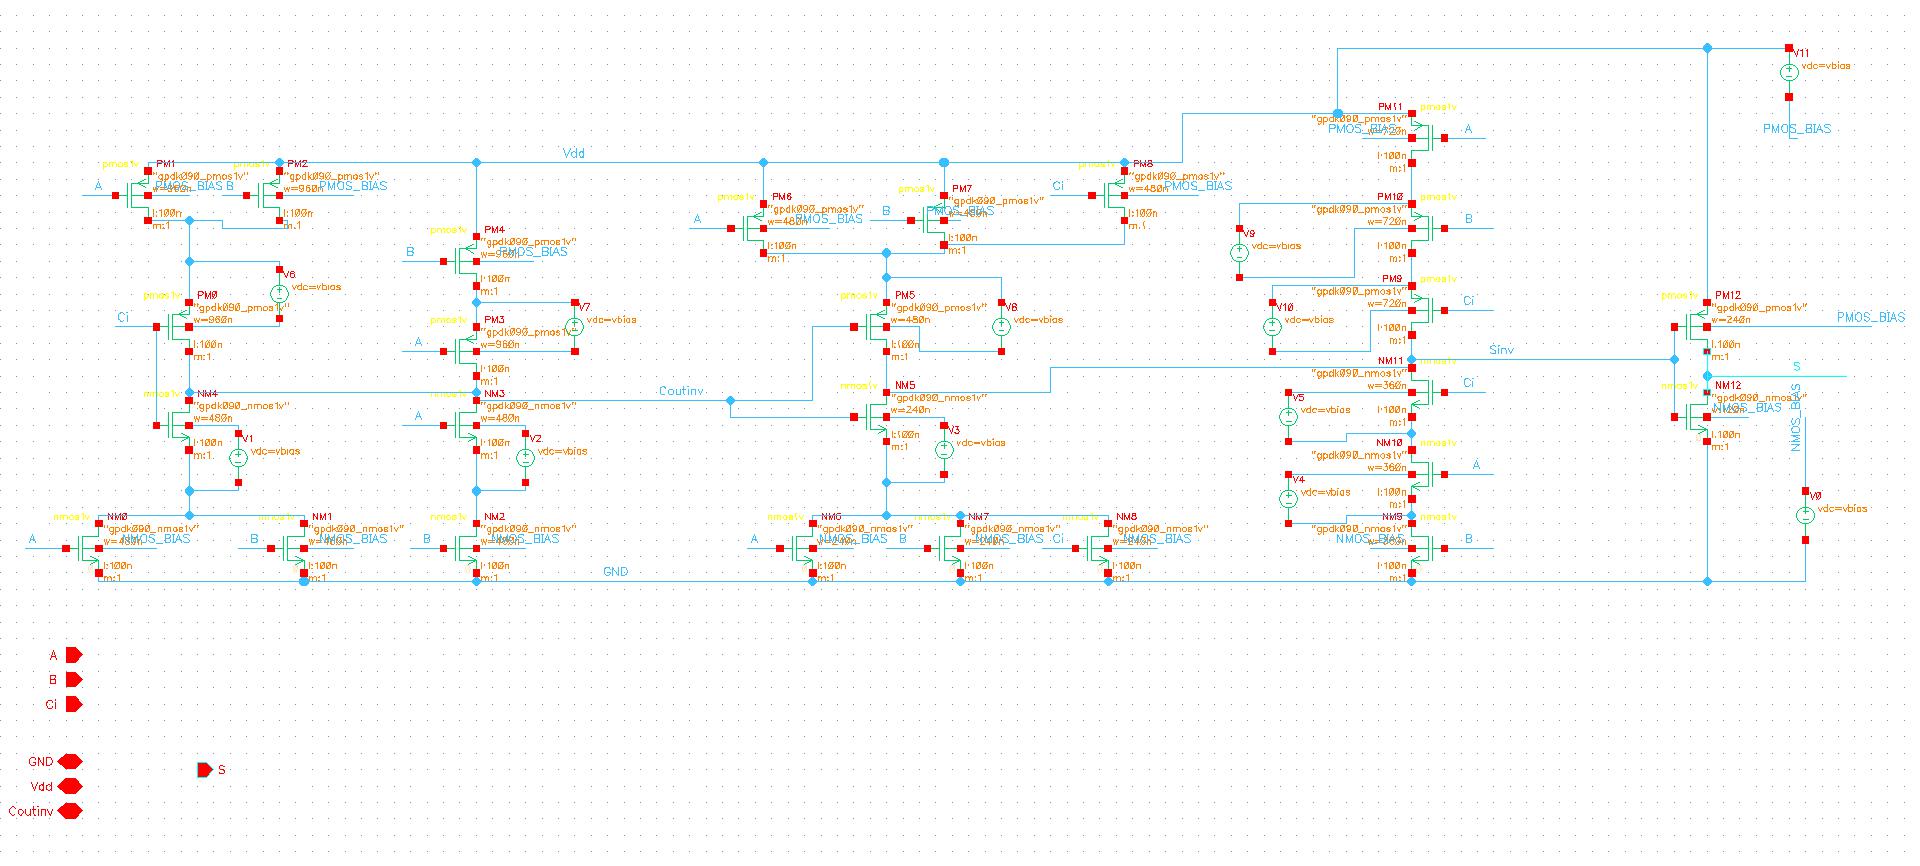 V11
vdc=vbias
PMOS_BIAS
PM11
pmos1v
"gpdk090_pmos1v"
PMOS_BIAS
w=720n
A
l:100n
m:1
Vdd
pmos1v
PM1
"gpdk090_pmos1v"
A
w=960n
PMOS_BIAS
l:100n
m:1
pmos1v
PM2
"gpdk090_pmos1v"
B
w=960n
PMOS_BIAS
l:100n
m:1
pmos1v
PM6
"gpdk090_pmos1v"
A
w=480n
PMOS_BIAS
l:100n
m:1
pmos1v
PM7
"gpdk090_pmos1v"
B
w=480n
PMOS_BIAS
l:100n
m:1
pmos1v
PM8
"gpdk090_pmos1v"
Ci
w=480n
PMOS_BIAS
l:100n
m:1
PM10
pmos1v
"gpdk090_pmos1v"
w=720n
B
l:100n
m:1
V9
vdc=vbias
pmos1v
PM4
"gpdk090_pmos1v"
B
w=960n
PMOS_BIAS
l:100n
m:1
V6
vdc=vbias
pmos1v
PM0
"gpdk090_pmos1v"
Ci
w=960n
l:100n
m:1
PM3
"gpdk090_pmos1v"
A
w=960n
l:100n
m:1
V7
vdc=vbias
pmos1v
PM5
"gpdk090_pmos1v"
w=480n
l:100n
m:1
V8
vdc=vbias
PM9
pmos1v
"gpdk090_pmos1v"
w=720n
Ci
l:100n
m:1
V10
vdc=vbias
pmos1v
PM12
"gpdk090_pmos1v"
w=240n
PMOS_BIAS
l:100n
m:1
Sinv
S
Coutinv
nmos1v
NM4
"gpdk090_nmos1v"
w=480n
l:100n
m:1
V1
vdc=vbias
nmos1v
NM3
"gpdk090_nmos1v"
A
w=480n
l:100n
m:1
V2
vdc=vbias
nmos1v
NM5
"gpdk090_nmos1v"
w=240n
l:100n
m:1
V3
vdc=vbias
NM11
nmos1v
"gpdk090_nmos1v"
w=360n
Ci
l:100n
m:1
V5
vdc=vbias
nmos1v
NM12
"gpdk090_nmos1v"
NMOS_BIAS
l:100n
m:1
NMOS_BIAS
NM10
nmos1v
"gpdk090_nmos1v"
w=360n
A
l:100n
m:1
V4
vdc=vbias
V0
vdc=vbias
nmos1v
NM0
"gpdk090_nmos1v"
A
w=480n
NMOS_BIAS
l:100n
m:1
nmos1v
NM1
"gpdk090_nmos1v"
B
w=480n
NMOS_BIAS
l:100n
m:1
nmos1v
NM2
"gpdk090_nmos1v"
B
w=480n
NMOS_BIAS
l:100n
m:1
nmos1v
NM6
"gpdk090_nmos1v"
A
w=240n
NMOS_BIAS
l:100n
m:1
nmos1v
NM7
"gpdk090_nmos1v"
B
w=240n
NMOS_BIAS
l:100n
m:1
nmos1v
NM8
"gpdk090_nmos1v"
Ci
w=240n
NMOS_BIAS
l:100n
m:1
NM9
nmos1v
"gpdk090_nmos1v"
NMOS_BIAS
w=360n
B
l:100n
m:1
GND
A
B
Ci
GND
S
Vdd
Coutinv